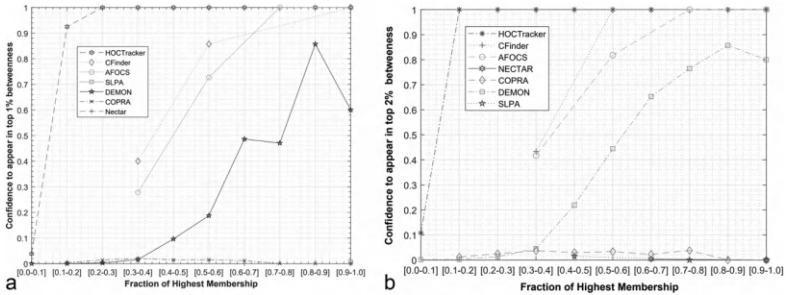 Confidence to appear in top 1% betweenness
1
0.9
0.8
0.7
0.6
0.5
0.4
0.3
0.2
0.1
0
HOCTracker
CFinder
AFOCS
SLPA
DEMON
COPRA
Nectar
[0.0-0.1] [0.1-0.2] [0.2-0.3] [0.3-0.4] [0.4-0.5] [0.5-0.6] [0.6-0.7] [0.7-0.8] [0.8-0.9] [0.9-1.0]
Fraction of Highest Membership
a
Confidence to appear in top 2% betweenness
1
0.9
0.8
0.7
0.6
0.5
0.4
0.3
0.2
0.1
0
HOCTracker
CFinder
AFOCS
NECTAR
COPRA
DEMON
SLPA
[0.0-0.1] [0.1-0.2] [0.2-0.3] [0.3-0.4] [0.4-0.5] [0.5-0.6] [0.6-0.7] [0.7-0.8] [0.8-0.9] [0.9-1.0]
Fraction of Highest Membership
b